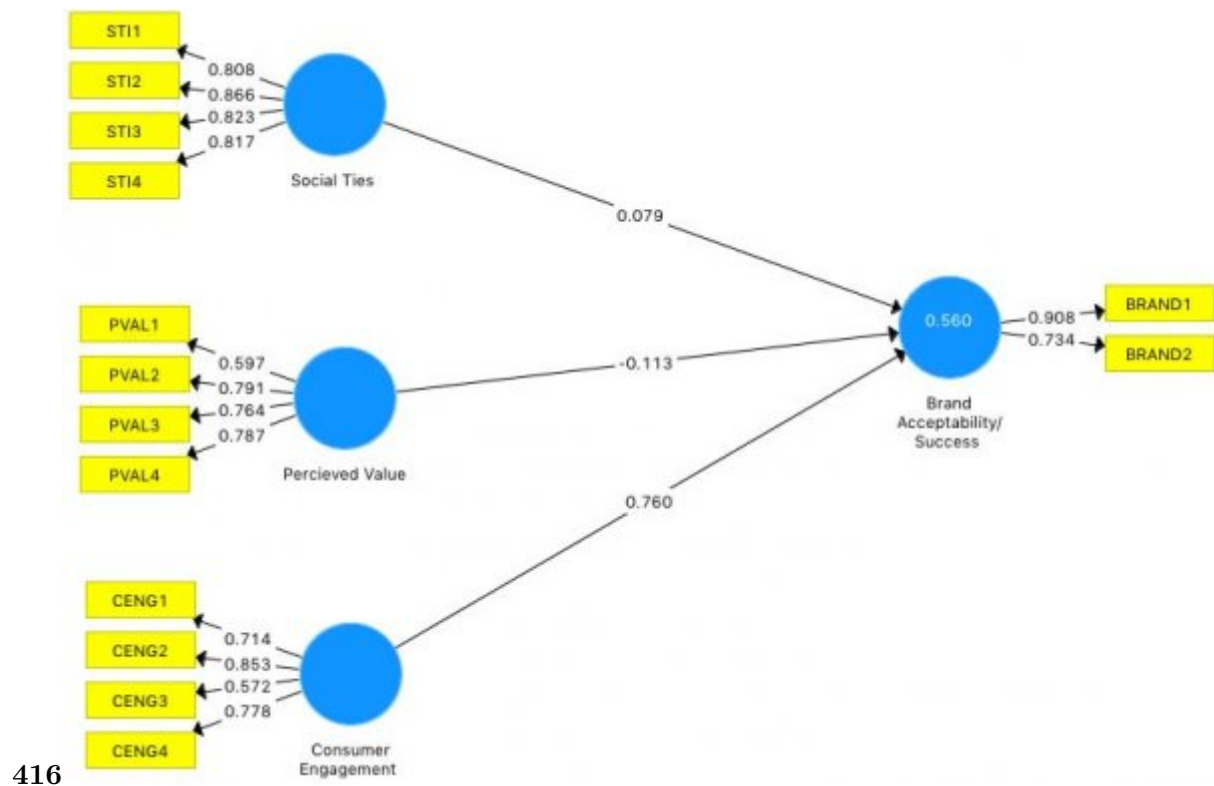 STI1
0.808
STI2
0.866
STI3
0.823
STI4
0.817
Social Ties
0.079
PVAL1
0.597
PVAL2
0.791
PVAL3
0.764
PVAL4
0.787
Percieved Value
-0.113
0.560
Brand
Acceptability/
Success
0.908
BRAND1
0.734
BRAND2
0.760
CENG1
0.714
CENG2
0.853
CENG3
0.572
CENG4
0.778
Consumer
Engagement
416